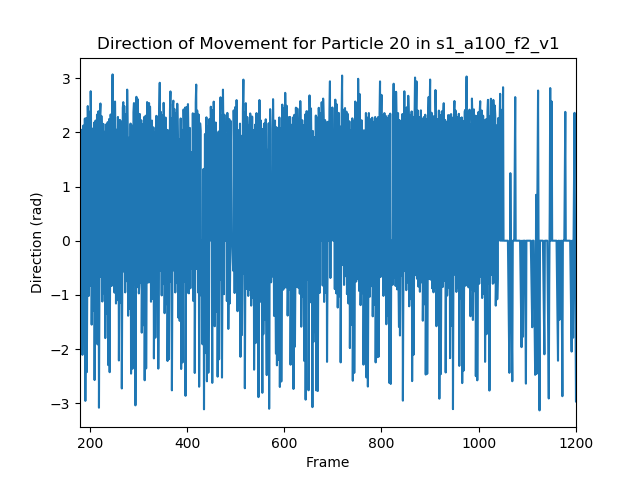 Direction of Movement for Particle 20 in s1_a100_f2_v1
3
2
1
0
−1
−2
−3
Direction (rad)
200 400 600 800 1000 1200
Frame